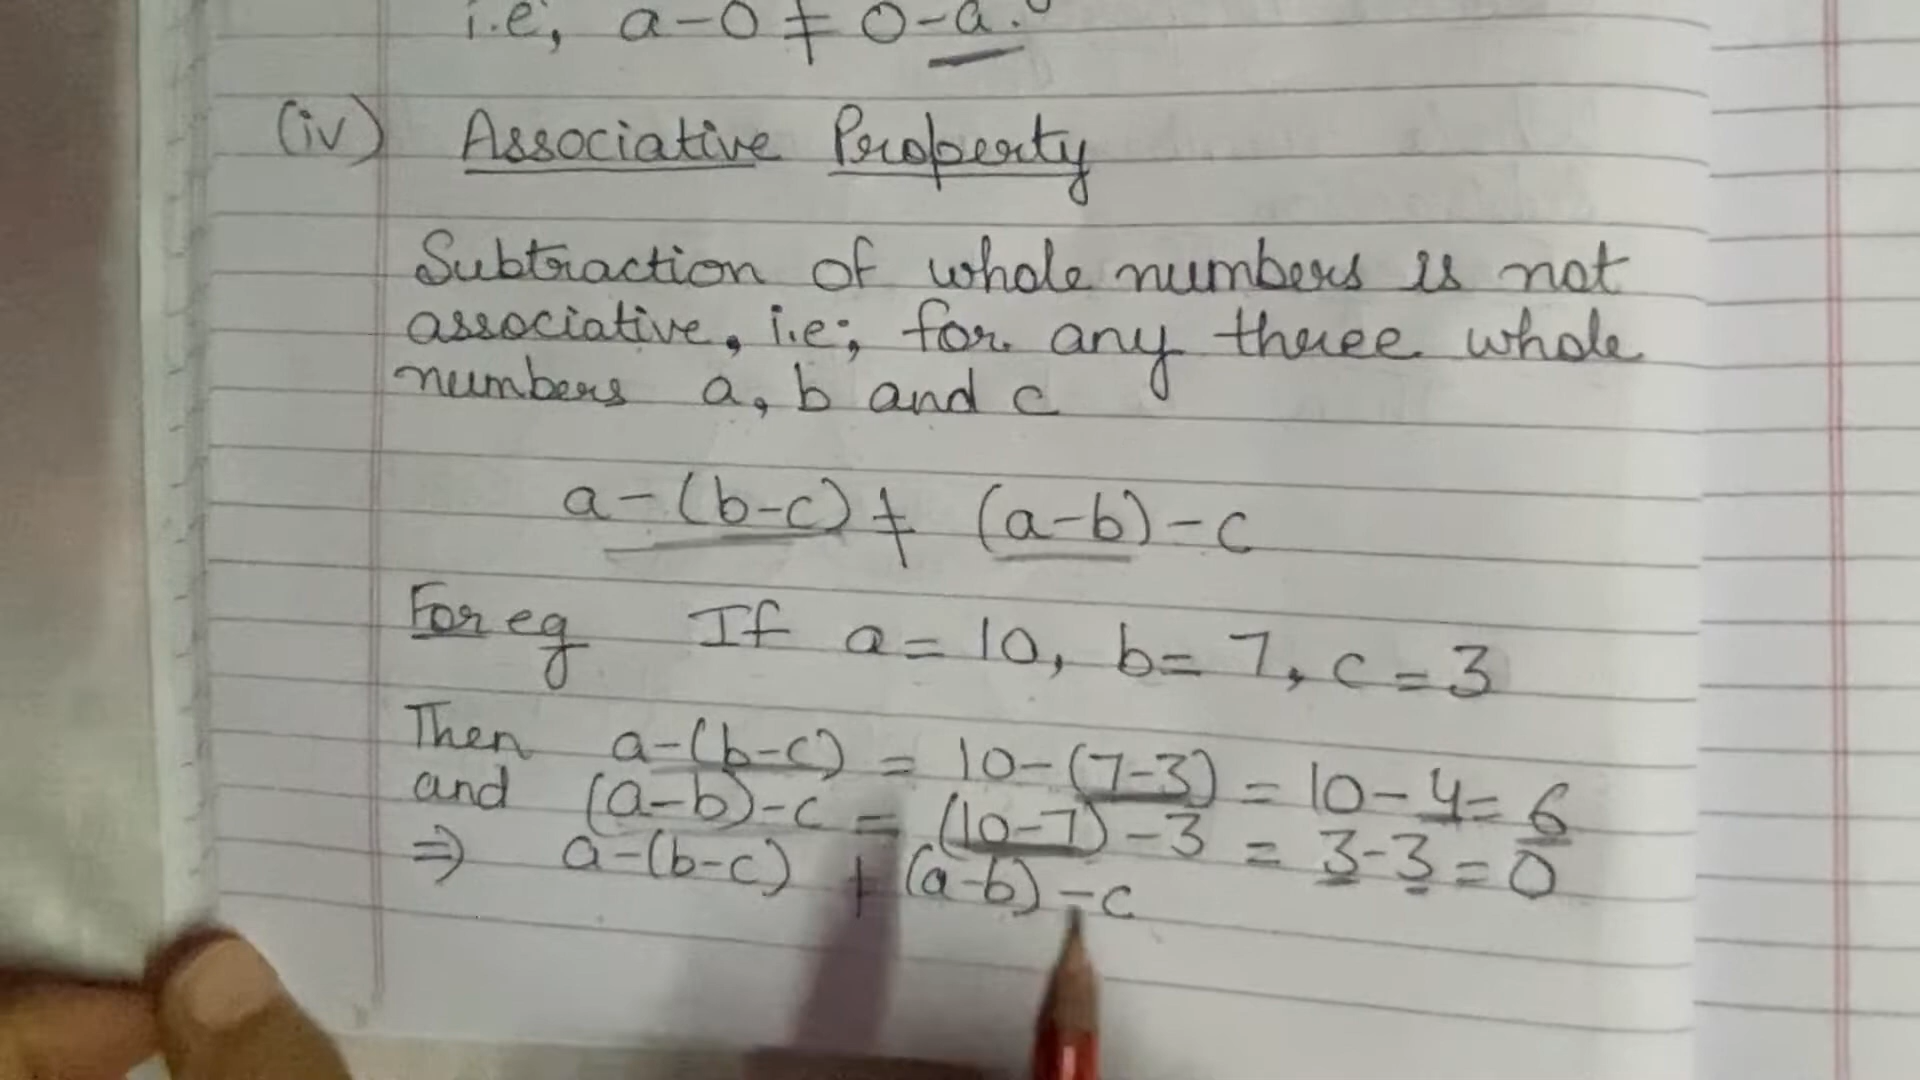 i.e, a-0 ≠ 0-a.
(iv) Associative Property
Subtraction of whole numbers is not
associative, i.e; for any three whole
numbers a, b and c
a-(b-c) ≠ (a-b)-c
For eg If a=10, b=7, c=3
Then a-(b-c) = 10-(7-3) = 10-4=6
and (a-b)-c = (10-7)-3 = 3-3=0
⇒ a-(b-c) ≠ (a-b)-c